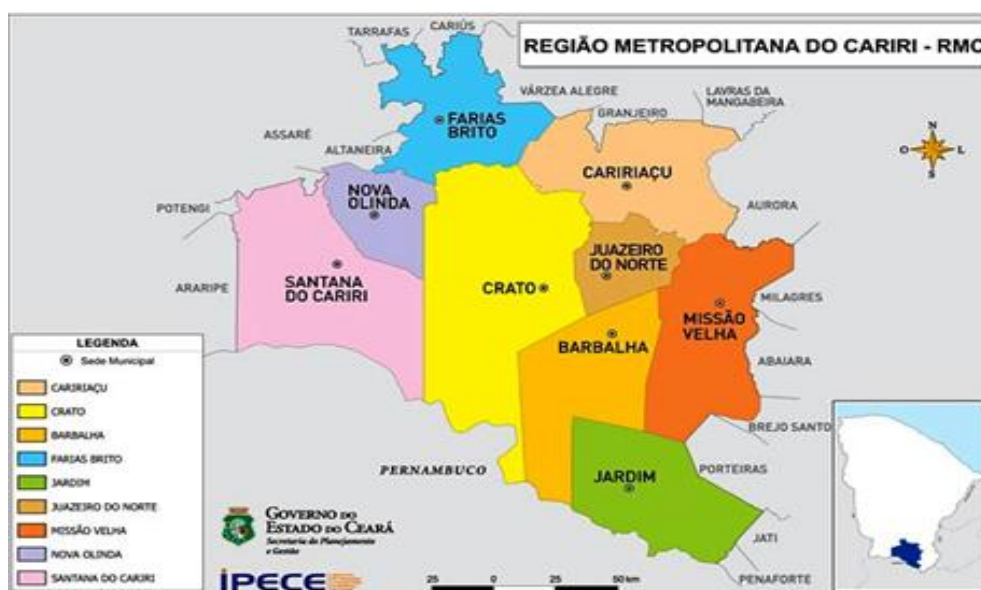 REGIÃO METROPOLITANA DO CARIRI - RMC
CARIÚS
TARRAFAS
VÁRZEA ALEGRE
GRANJEIRO
LAVRAS DA
MANGABEIRA
ASSARÉ
ALTANEIRA
FARIAS
BRITO
CARIRIAÇU
N
O
L
S
POTENGI
NOVA
OLINDA
AURORA
JUAZEIRO
DO NORTE
SANTANA
DO CARIRI
ARARIPE
CRATO
MILAGRES
MISSÃO
VELHA
BARBALHA
ABAIARA
BREJO SANTO
PERNAMBUCO
JARDIM
PORTEIRAS
JATI
PENAFORTE
LEGENDA
Sede Municipal
CARIRIAÇU
CRATO
BARBALHA
FARIAS BRITO
JARDIM
JUAZEIRO DO NORTE
MISSÃO VELHA
NOVA OLINDA
SANTANA DO CARIRI
GOVERNO DO
ESTADO DO CEARÁ
Secretaria do Planejamento
e Gestão
IPECE
25 0 25 50 km